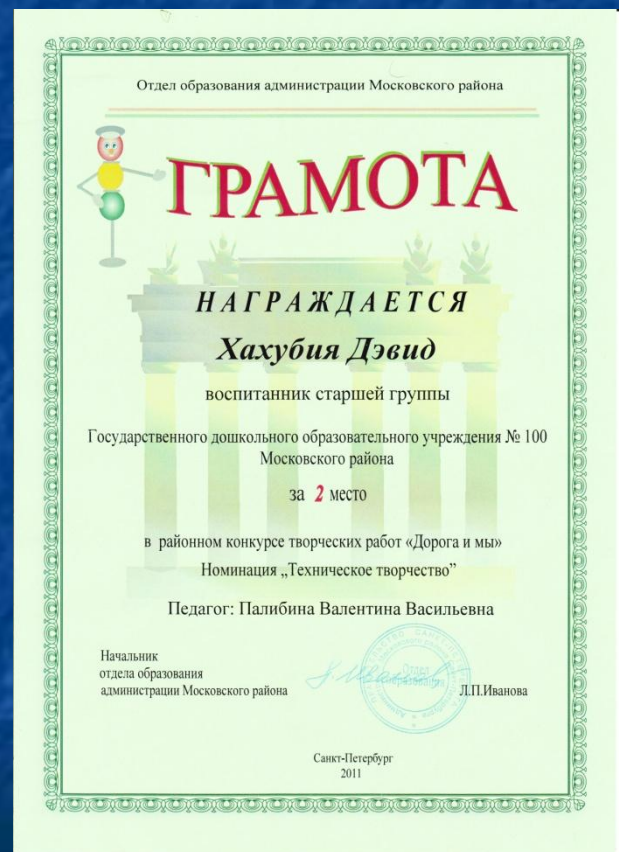 Отдел образования администрации Московского района
ГРАМОТА
НАГРАЖДАЕТСЯ
Хахубия Дэвид
воспитанник старшей группы
Государственного дошкольного образовательного учреждения № 100
Московского района
за 2 место
в районном конкурсе творческих работ «Дорога и мы»
Номинация „Техническое творчество”
Педагог: Палибина Валентина Васильевна
Начальник
отдела образования
администрации Московского района
Л.П.Иванова
Отдел
образования
Санкт-Петербург
2011